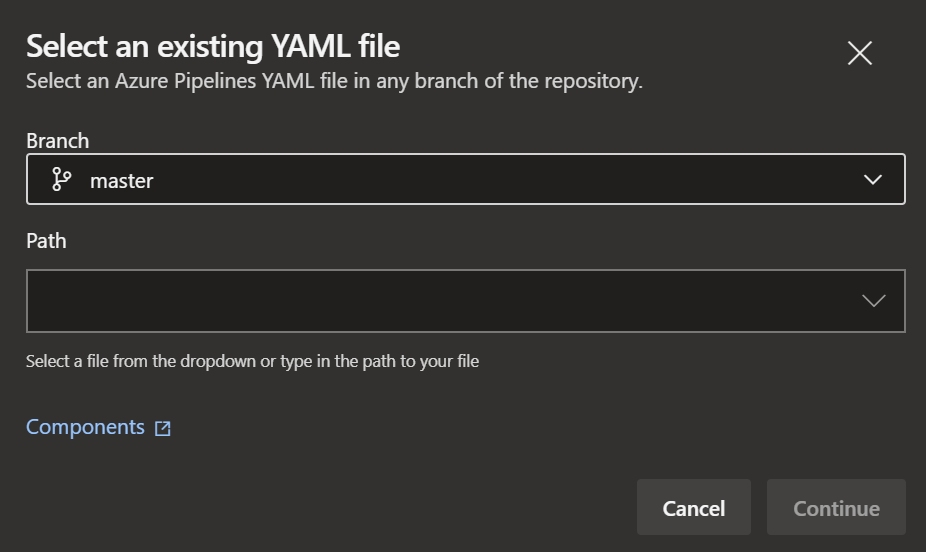 Select an existing YAML file
Select an Azure Pipelines YAML file in any branch of the repository.
Branch
master
Path
Select a file from the dropdown or type in the path to your file
Components
Cancel
Continue